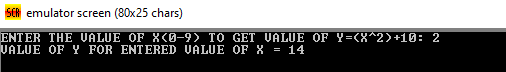 SCR emulator screen (80x25 chars)
ENTER THE VALUE OF X(0-9) TO GET VALUE OF Y=(X^2)+10: 2
VALUE OF Y FOR ENTERED VALUE OF X = 14